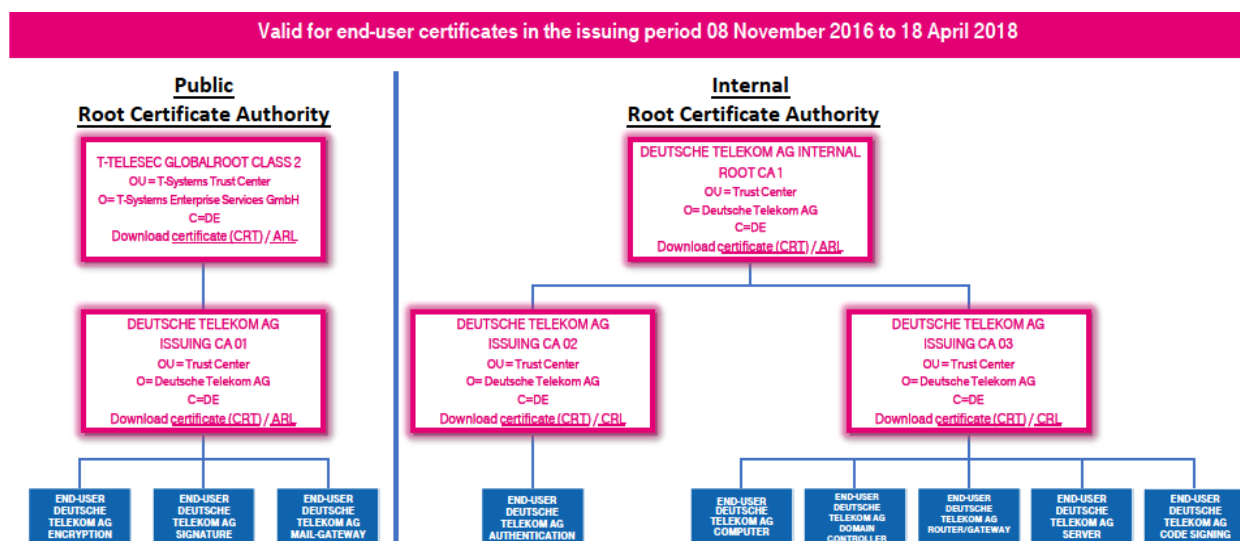 Valid for end-user certificates in the issuing period 08 November 2016 to 18 April 2018
Public
Root Certificate Authority
T-TELESEC GLOBALROOT CLASS 2
OU = T-Systems Trust Center
O= T-Systems Enterprise Services GmbH
C=DE
Download certificate (CRT) / ARL
DEUTSCHE TELEKOM AG
ISSUING CA 01
OU = Trust Center
O= Deutsche Telekom AG
C=DE
Download certificate (CRT) / ARL
END-USER
DEUTSCHE
TELEKOM AG
ENCRYPTION
END-USER
DEUTSCHE
TELEKOM AG
SIGNATURE
END-USER
DEUTSCHE
TELEKOM AG
MAIL-GATEWAY
Internal
Root Certificate Authority
DEUTSCHE TELEKOM AG INTERNAL
ROOT CA 1
OU = Trust Center
O= Deutsche Telekom AG
C=DE
Download certificate (CRT) / ARL
DEUTSCHE TELEKOM AG
ISSUING CA 02
OU = Trust Center
O= Deutsche Telekom AG
C=DE
Download certificate (CRT) / CRL
END-USER
DEUTSCHE
TELEKOM AG
AUTHENTICATION
DEUTSCHE TELEKOM AG
ISSUING CA 03
OU = Trust Center
O= Deutsche Telekom AG
C=DE
Download certificate (CRT) / CRL
END-USER
DEUTSCHE
TELEKOM AG
COMPUTER
END-USER
DEUTSCHE
TELEKOM AG
DOMAIN
CONTROLLER
END-USER
DEUTSCHE
TELEKOM AG
ROUTER/GATEWAY
END-USER
DEUTSCHE
TELEKOM AG
SERVER
END-USER
DEUTSCHE
TELEKOM AG
CODE SIGNING